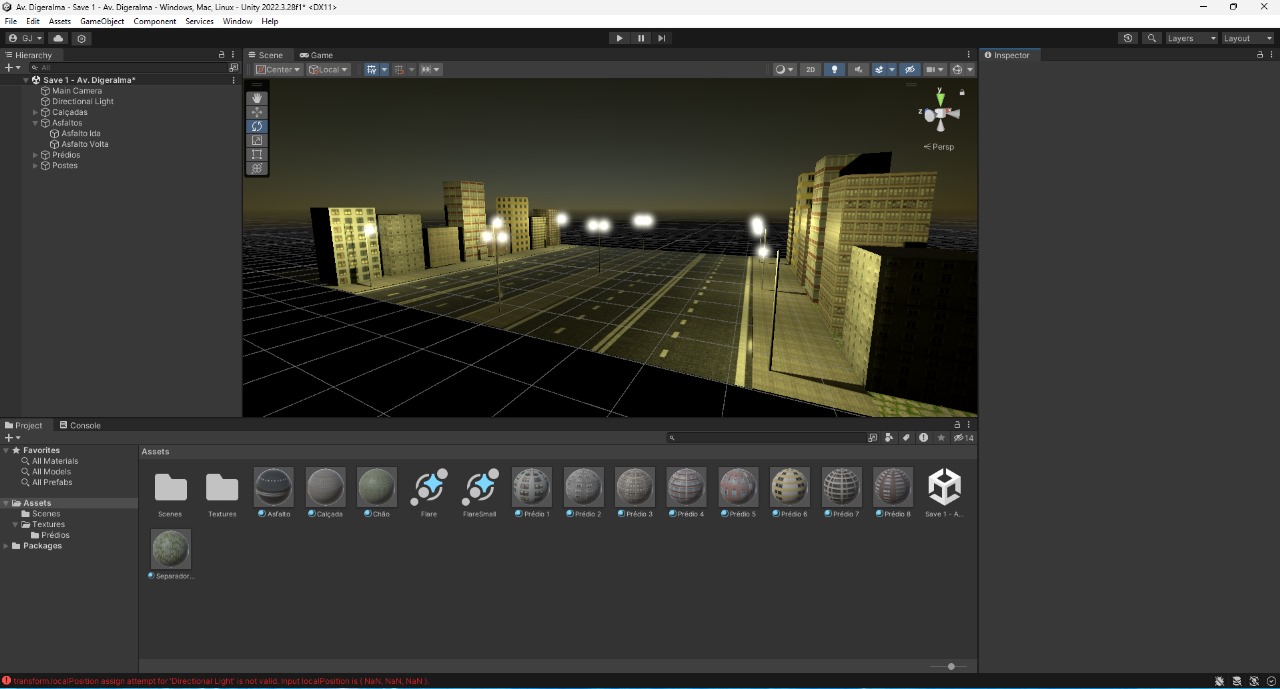 Av. Digeralma - Save 1 - Av. Digeralma - Windows, Mac, Linux - Unity 2022.3.28f1* <DX11>
File Edit Assets GameObject Component Services Window Help
GJ Layers Layout
Hierarchy
All
Save 1 - Av. Digeralma*
Main Camera
Directional Light
Calçadas
Asfaltos
Asfalto Ida
Asfalto Volta
Prédios
Postes
Scene Game
Center Local 2D
y
z
Persp
Inspector
Project Console
14
Favorites
All Materials
All Models
All Prefabs
Assets
Scenes
Textures
Prédios
Packages
Assets
Scenes Textures Asfalto Calçada Chão Flare FlareSmall Prédio 1 Prédio 2 Prédio 3 Prédio 4 Prédio 5 Prédio 6 Prédio 7 Prédio 8 Save 1 - A...
Separador...
transform.localPosition assign attempt for 'Directional Light' is not valid. Input localPosition is { NaN, NaN, NaN }.